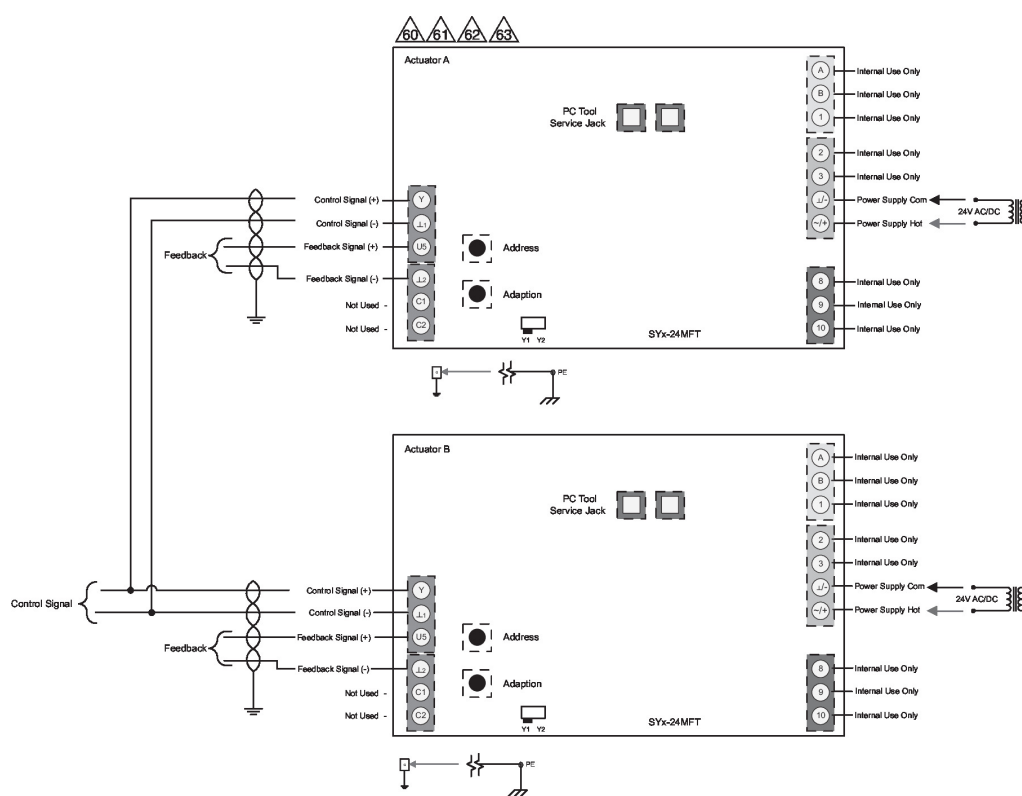 60 61 62 63
Actuator A
A Internal Use Only
B Internal Use Only
PC Tool
Service Jack
1 Internal Use Only
2 Internal Use Only
3 Internal Use Only
Control Signal (+) Y
⊥/- Power Supply Com
24V AC/DC
Control Signal (-) ⊥1
~/+ Power Supply Hot
Feedback
Feedback Signal (+) U5
Address
Feedback Signal (-) ⊥2
8 Internal Use Only
Not Used - C1
Adaption
9 Internal Use Only
Not Used - C2
10 Internal Use Only
Y1 Y2
SYx-24MFT
PE
Actuator B
A Internal Use Only
B Internal Use Only
PC Tool
Service Jack
1 Internal Use Only
2 Internal Use Only
3 Internal Use Only
Control Signal
Control Signal (+) Y
⊥/- Power Supply Com
24V AC/DC
Control Signal (-) ⊥1
~/+ Power Supply Hot
Feedback
Feedback Signal (+) U5
Address
Feedback Signal (-) ⊥2
8 Internal Use Only
Not Used - C1
Adaption
9 Internal Use Only
Not Used - C2
10 Internal Use Only
Y1 Y2
SYx-24MFT
PE